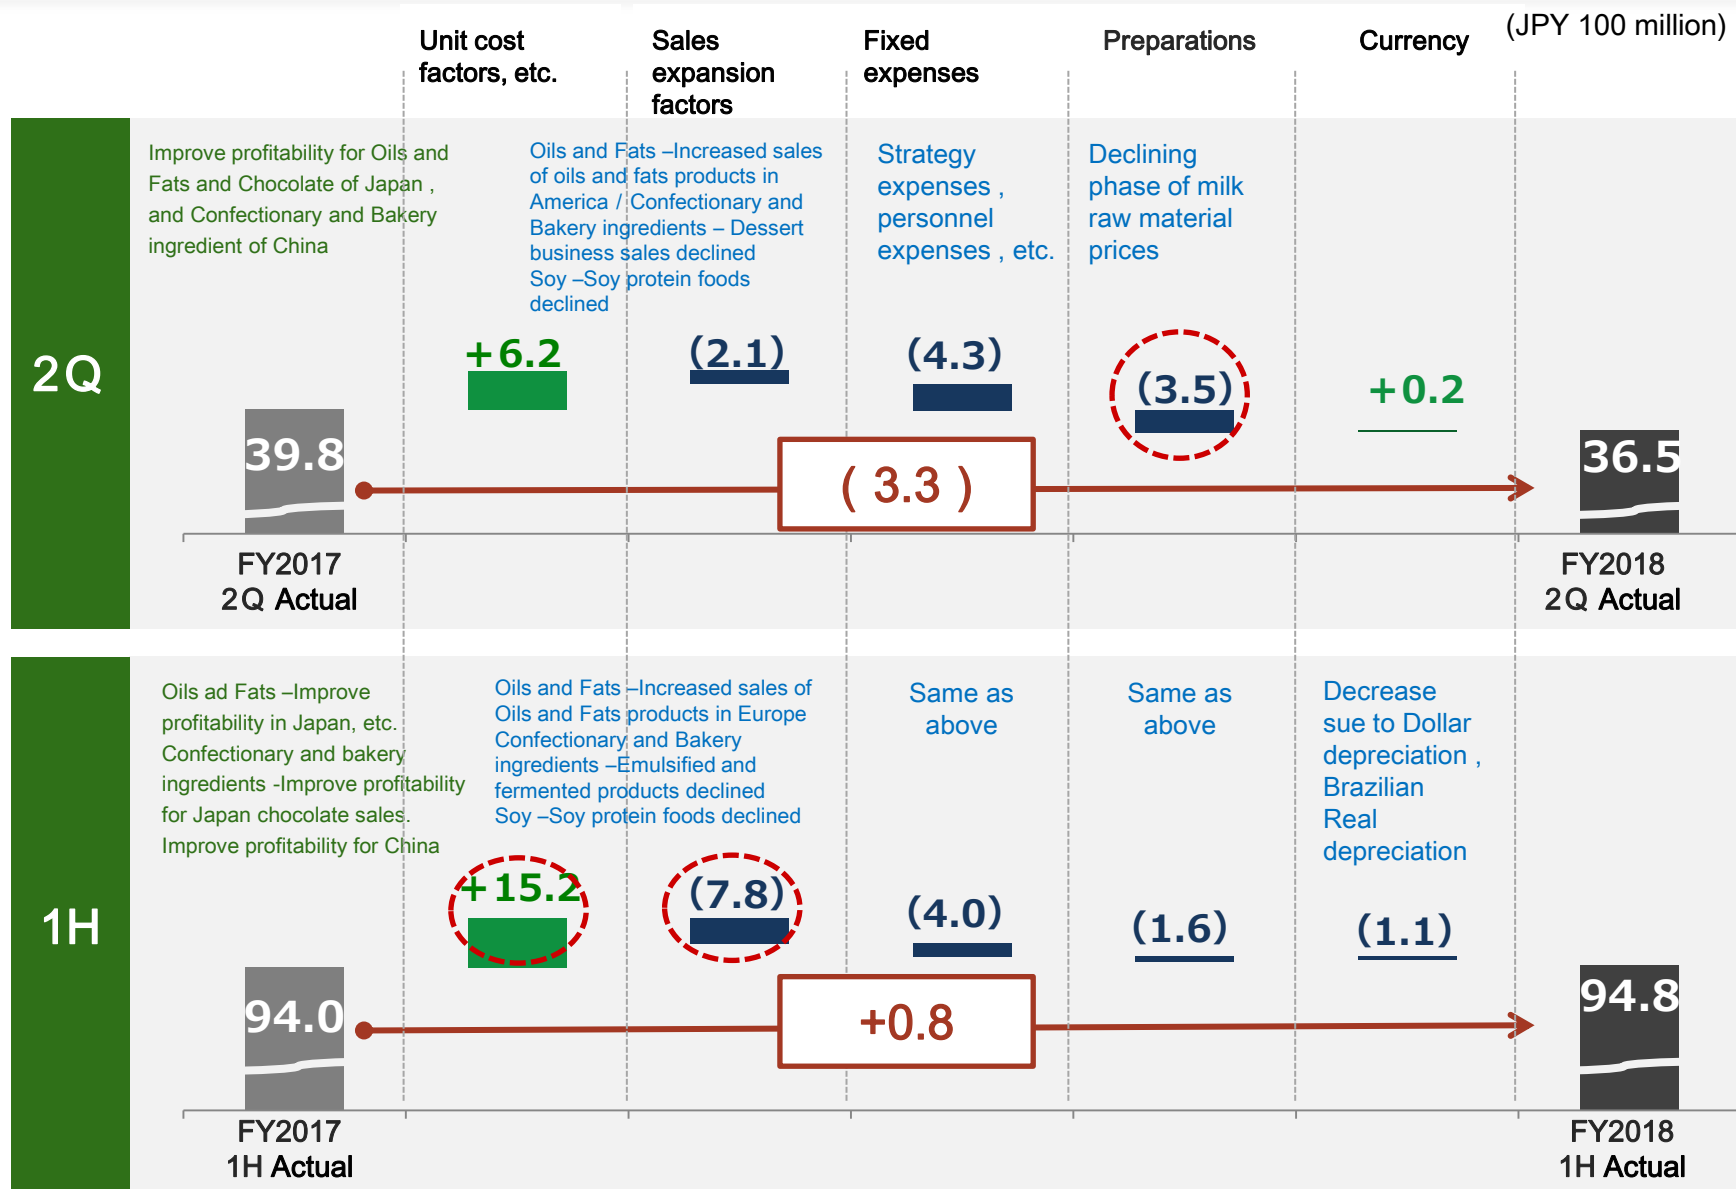 (JPY 100 million)
Unit cost
factors, etc.
Sales
expansion
factors
Fixed
expenses
Preparations
Currency
2Q
Improve profitability for Oils and
Fats and Chocolate of Japan ,
and Confectionary and Bakery
ingredient of China
Oils and Fats –Increased sales
of oils and fats products in
America / Confectionary and
Bakery ingredients – Dessert
business sales declined
Soy –Soy protein foods
declined
Strategy
expenses ,
personnel
expenses , etc.
Declining
phase of milk
raw material
prices
39.8
+6.2
(2.1)
(4.3)
(3.5)
+0.2
36.5
( 3.3 )
FY2017
2Q Actual
FY2018
2Q Actual
1H
Oils ad Fats –Improve
profitability in Japan, etc.
Confectionary and bakery
ingredients -Improve profitability
for Japan chocolate sales.
Improve profitability for China
Oils and Fats –Increased sales of
Oils and Fats products in Europe
Confectionary and Bakery
ingredients –Emulsified and
fermented products declined
Soy –Soy protein foods declined
Same as
above
Same as
above
Decrease
sue to Dollar
depreciation ,
Brazilian
Real
depreciation
94.0
+15.2
(7.8)
(4.0)
(1.6)
(1.1)
94.8
+0.8
FY2017
1H Actual
FY2018
1H Actual